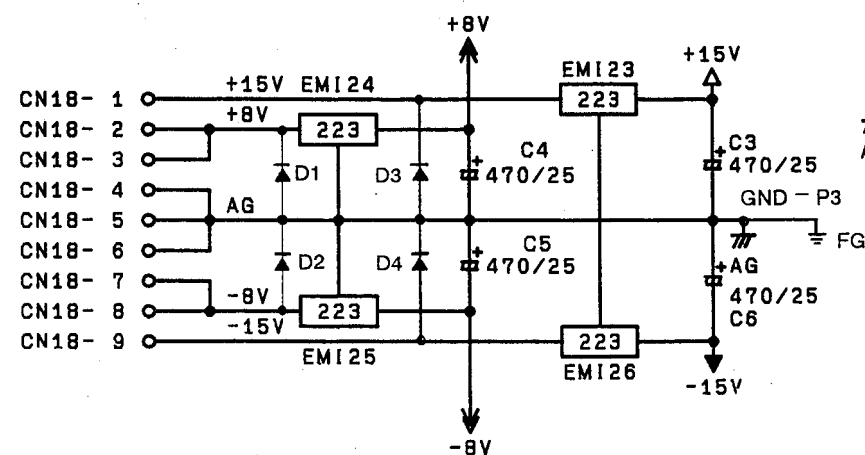 +8V
+15V
+15V EMI24
EMI23
CN18- 1
223
CN18- 2
+8V
223
CN18- 3
D1
D3
+ C4
470/25
+ C3
470/25
CN18- 4
GND - P3
CN18- 5
AG
FG
CN18- 6
D2
D4
+ C5
470/25
+ AG
470/25
C6
CN18- 7
-8V
CN18- 8
223
-15V
CN18- 9
EMI25
223
EMI26
-15V
-8V